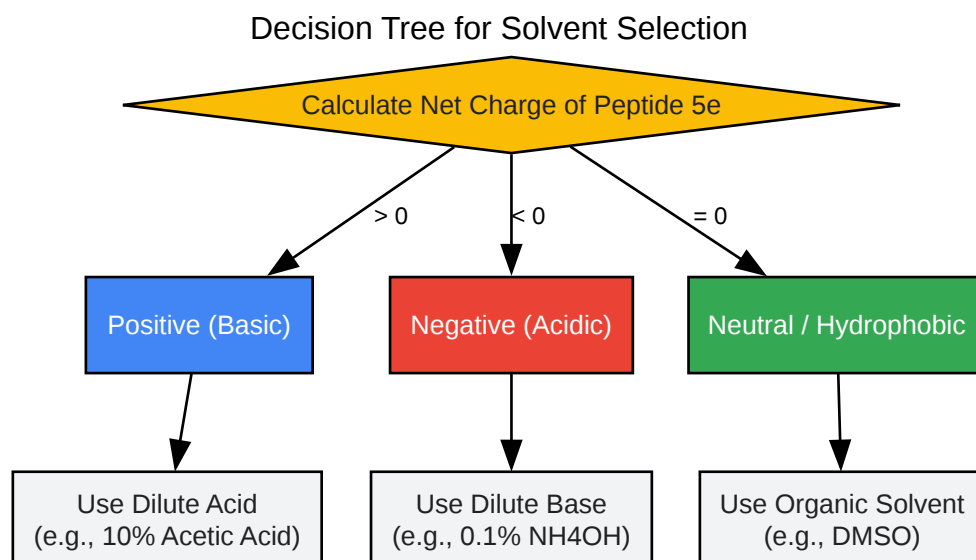 Decision Tree for Solvent Selection
Calculate Net Charge of Peptide 5e
> 0
< 0
= 0
Positive (Basic)
Negative (Acidic)
Neutral / Hydrophobic
Use Dilute Acid
(e.g., 10% Acetic Acid)
Use Dilute Base
(e.g., 0.1% NH4OH)
Use Organic Solvent
(e.g., DMSO)